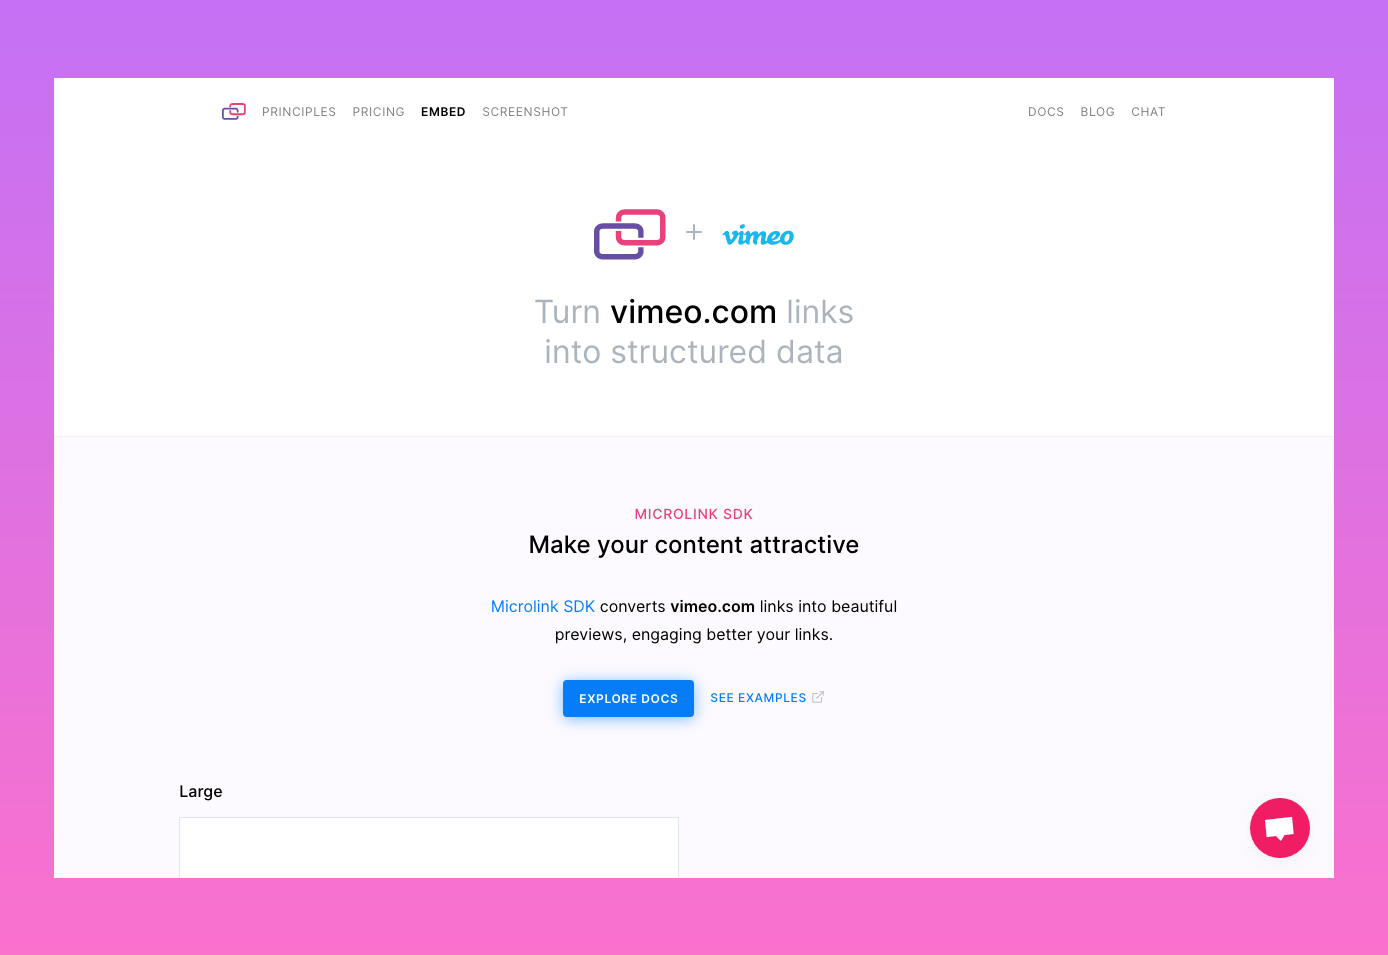 PRINCIPLES PRICING EMBED SCREENSHOT DOCS BLOG CHAT
+ vimeo
Turn vimeo.com links
into structured data
MICROLINK SDK
Make your content attractive
Microlink SDK converts vimeo.com links into beautiful
previews, engaging better your links.
EXPLORE DOCS SEE EXAMPLES
Large